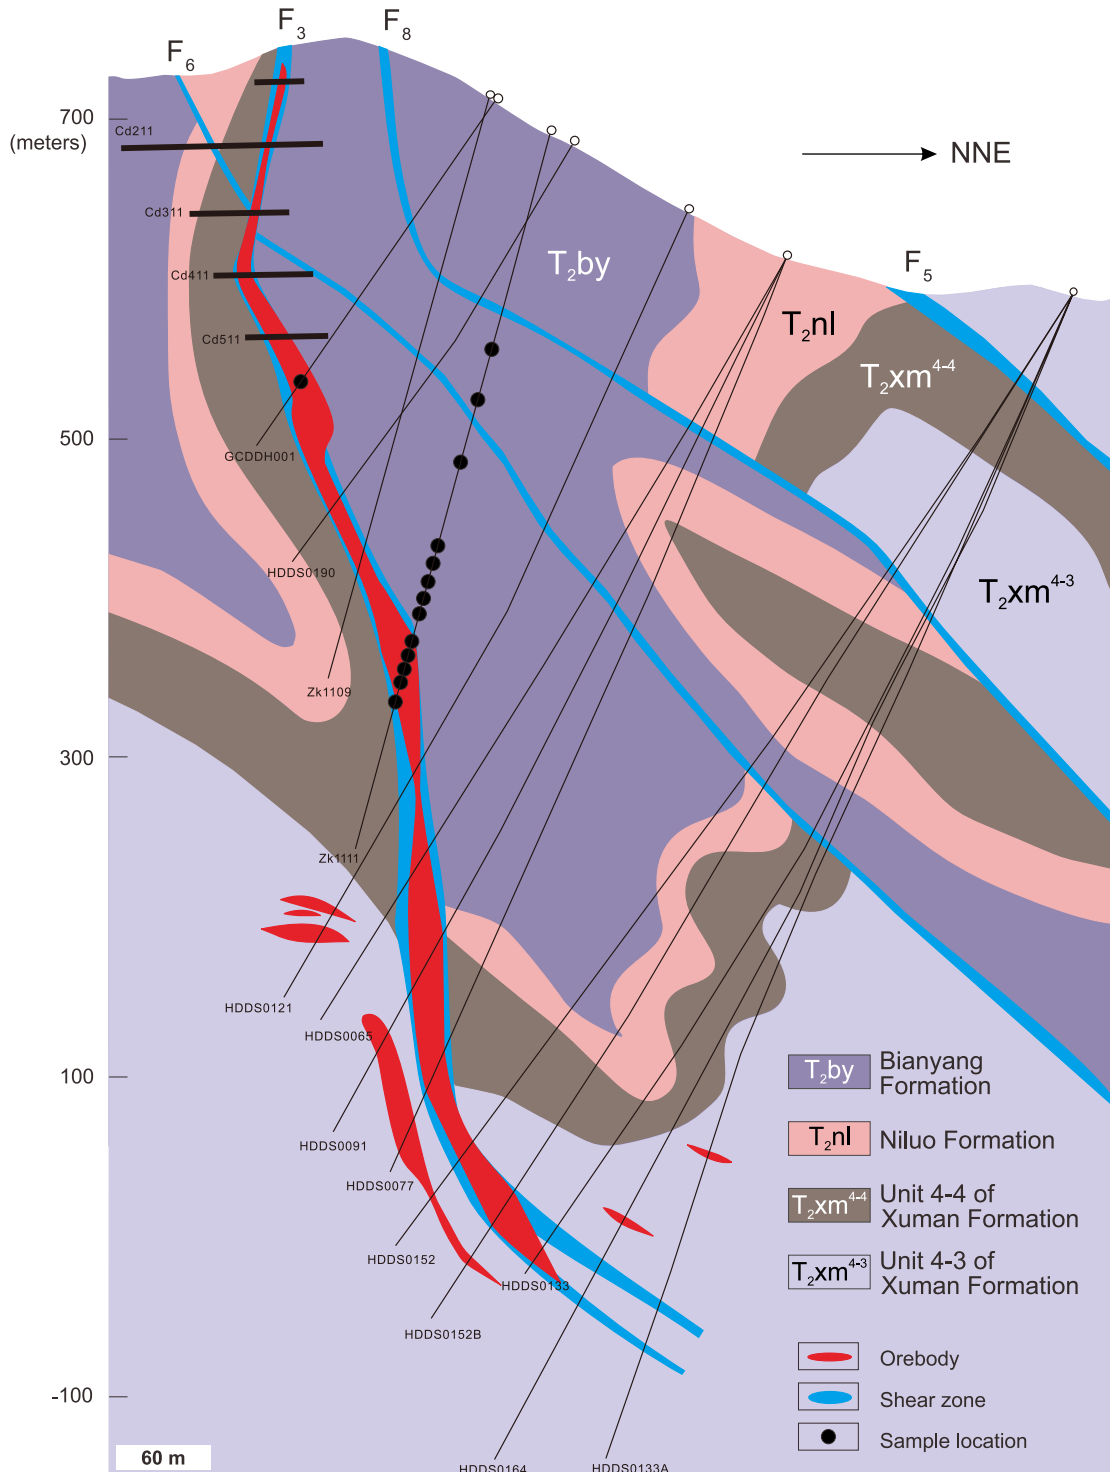 F3
F8
F6
700
(meters)
Cd211
NNE
Cd311
T2by
F5
Cd411
T2nl
Cd511
T2xm4-4
500
GCDDH001
HDDS0190
T2xm4-3
Zk1109
300
Zk1111
HDDS0121
HDDS0065
100
T2by
Bianyang
Formation
HDDS0091
T2nl
Niluo Formation
HDDS0077
T2xm4-4
Unit 4-4 of
Xuman Formation
HDDS0152
T2xm4-3
Unit 4-3 of
Xuman Formation
HDDS0133
HDDS0152B
Orebody
-100
Shear zone
Sample location
60 m
HDDS0164
HDDS0133A